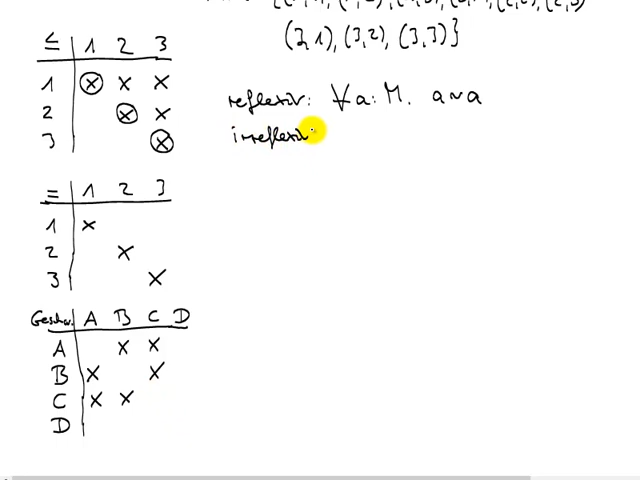 (3,1), (3,2), (3,3)}
≤ 1 2 3
1 x x x
2 x x
3 x
reflexiv: ∀a:M. a~a
irreflexiv:
= 1 2 3
1 x
2 x
3 x
Geschw. A B C D
A x x
B x x
C x x
D